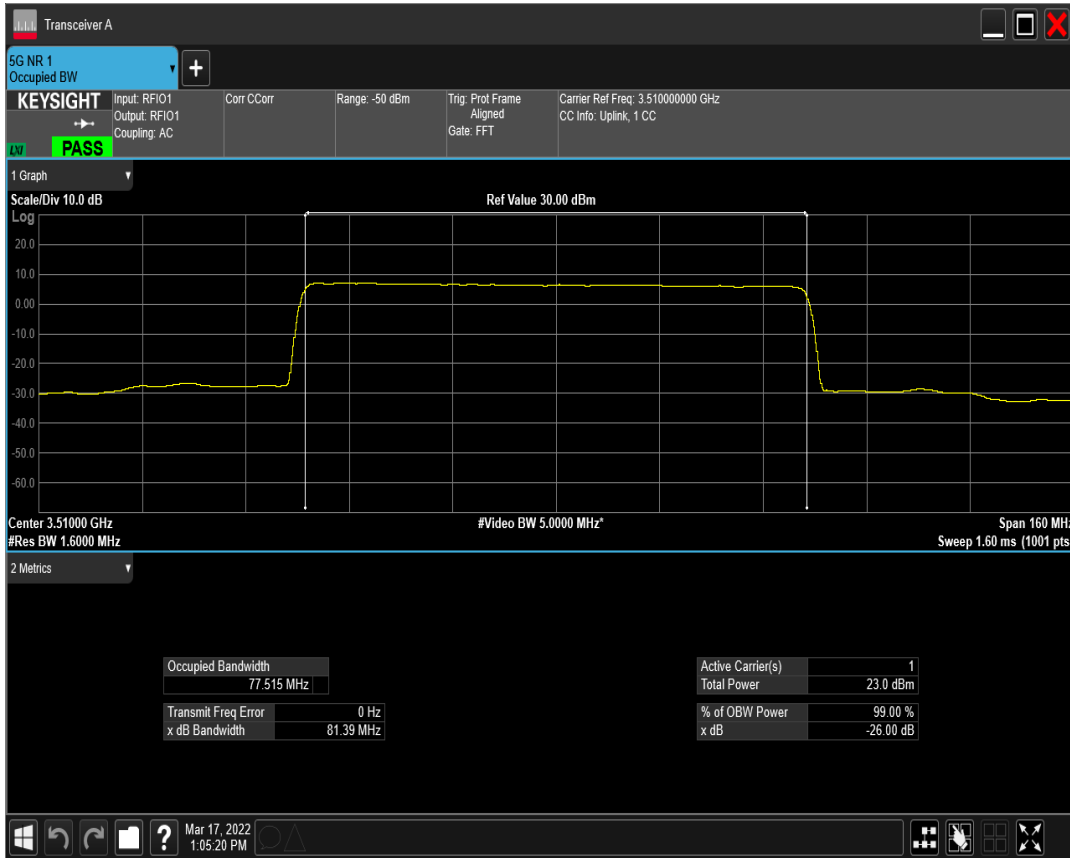 Transceiver A
5G NR 1
Occupied BW
+
KEYSIGHT
LXI
PASS
Input: RFIO1
Output: RFIO1
Coupling: AC
Corr CCorr
Range: -50 dBm
Trig: Prot Frame
Aligned
Gate: FFT
Carrier Ref Freq: 3.510000000 GHz
CC Info: Uplink, 1 CC
1 Graph
Scale/Div 10.0 dB
Ref Value 30.00 dBm
Log
20.0
10.0
0.00
-10.0
-20.0
-30.0
-40.0
-50.0
-60.0
Center 3.51000 GHz
#Video BW 5.0000 MHz*
Span 160 MHz
#Res BW 1.6000 MHz
Sweep 1.60 ms (1001 pts
2 Metrics
Occupied Bandwidth
77.515 MHz
Transmit Freq Error 0 Hz
x dB Bandwidth 81.39 MHz
Active Carrier(s) 1
Total Power 23.0 dBm
% of OBW Power 99.00 %
x dB -26.00 dB
?
Mar 17, 2022
1:05:20 PM